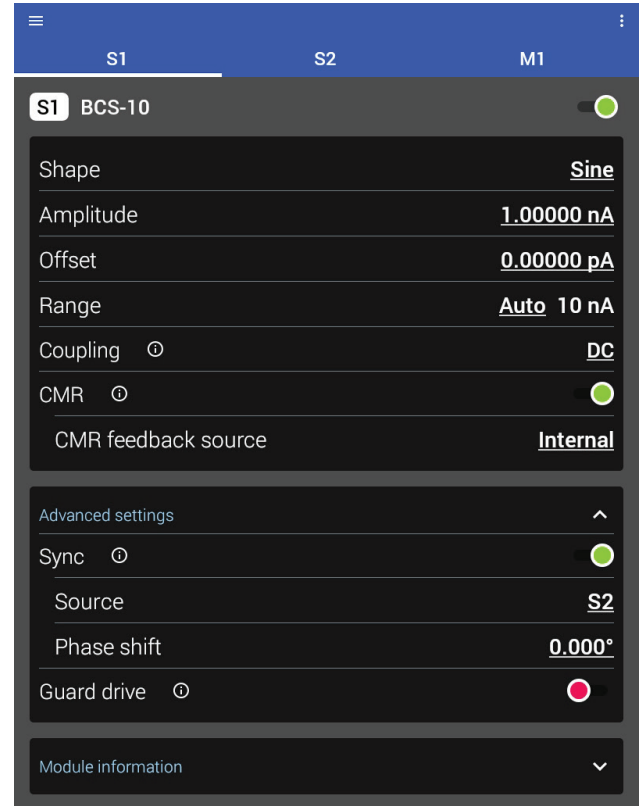 S1 S2 M1
S1 BCS-10
Shape Sine
Amplitude 1.00000 nA
Offset 0.00000 pA
Range Auto 10 nA
Coupling DC
CMR
CMR feedback source Internal
Advanced settings
Sync
Source S2
Phase shift 0.000°
Guard drive
Module information